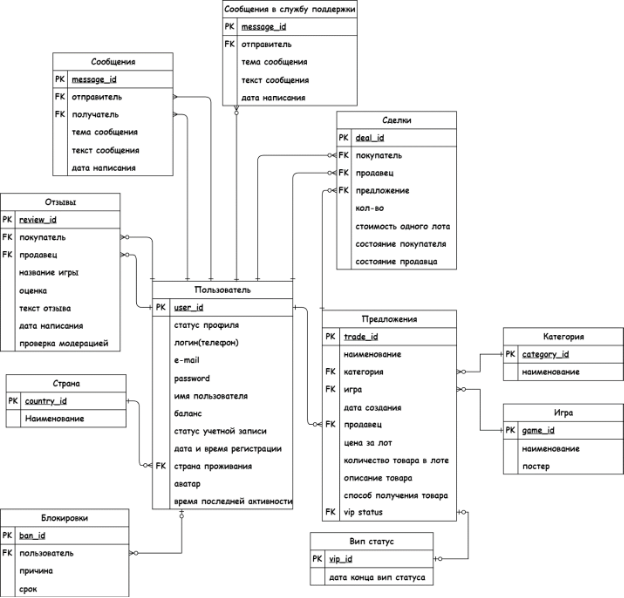 Сообщения в службу поддержки
PK message_id
FK отправитель
тема сообщения
текст сообщения
дата написания
Сообщения
PK message_id
FK отправитель
FK получатель
тема сообщения
текст сообщения
дата написания
Сделки
PK deal_id
FK покупатель
FK продавец
FK предложение
кол-во
стоимость одного лота
состояние покупателя
состояние продавца
Отзывы
PK review_id
FK покупатель
FK продавец
название игры
оценка
текст отзыва
дата написания
проверка модерацией
Пользователь
PK user_id
статус профиля
логин(телефон)
e-mail
password
имя пользователя
баланс
статус учетной записи
дата и время регистрации
FK страна проживания
аватар
время последней активности
Предложения
PK trade_id
наименование
FK категория
FK игра
дата создания
FK продавец
цена за лот
количество товара в лоте
описание товара
способ получения товара
FK vip status
Категория
PK category_id
наименование
Игра
PK game_id
наименование
постер
Страна
PK country_id
Наименование
Блокировки
PK ban_id
FK пользователь
причина
срок
Вип статус
PK vip_id
дата конца вип статуса